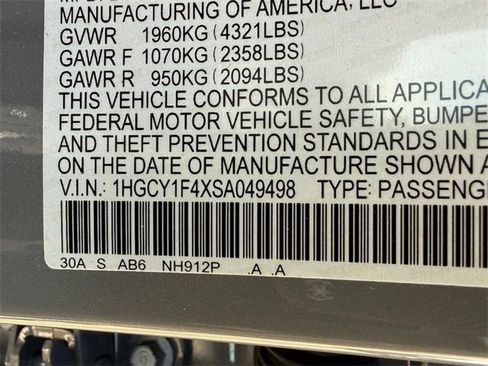 MANUFACTURING OF AMERICA, LLC
GVWR 1960KG (4321LBS)
GAWR F 1070KG (2358LBS)
GAWR R 950KG (2094LBS)
THIS VEHICLE CONFORMS TO ALL APPLICA
FEDERAL MOTOR VEHICLE SAFETY, BUMPE
AND THEFT PREVENTION STANDARDS IN E
ON THE DATE OF MANUFACTURE SHOWN A
V.I.N.: 1HGCY1F4XSA049498 TYPE: PASSENG
30A S AB6 NH912P .A .A